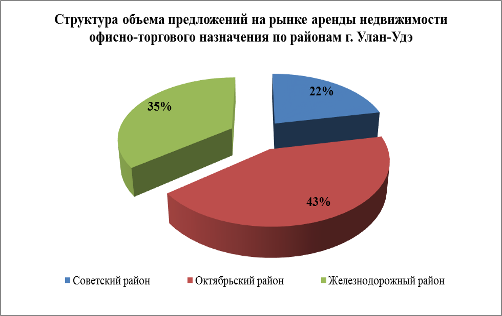 Структура объема предложений на рынке аренды недвижимости
офисно-торгового назначения по районам г. Улан-Удэ
22%
35%
43%
Советский район
Октябрьский район
Железнодорожный район